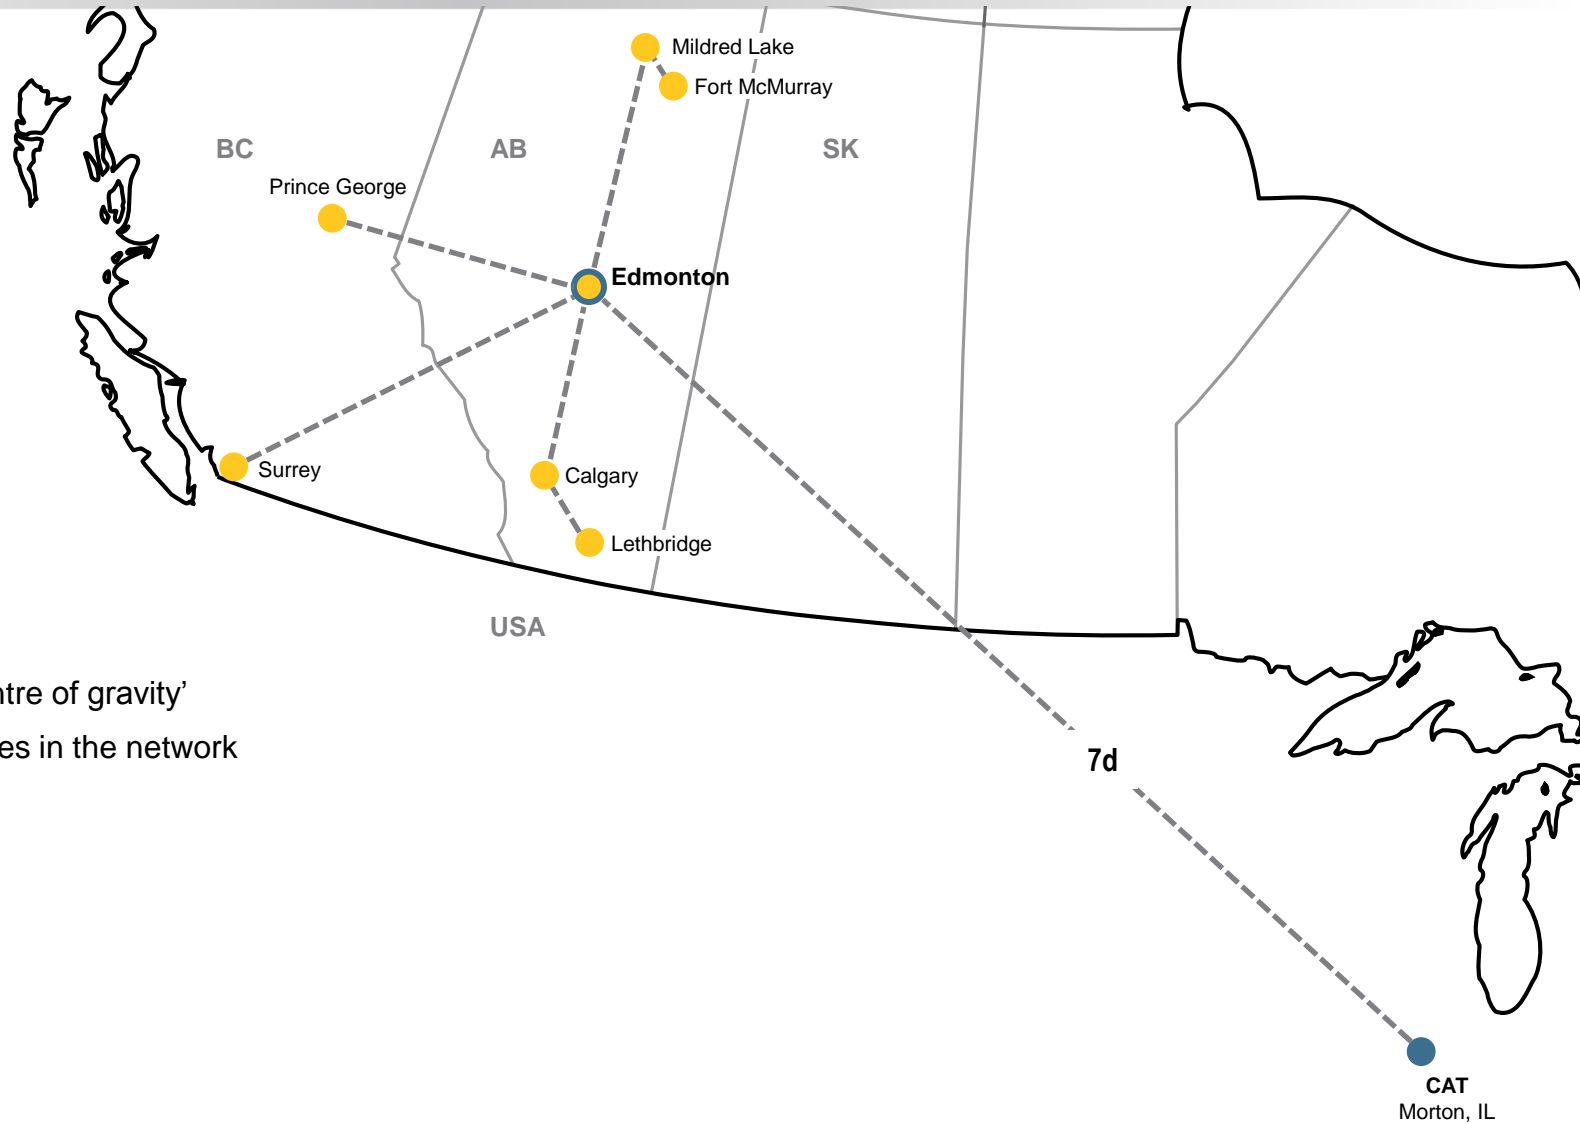 Mildred Lake
Fort McMurray
BC
AB
SK
Prince George
Edmonton
Surrey
Calgary
Lethbridge
USA
ntre of gravity’
es in the network
7d
CAT
Morton, IL